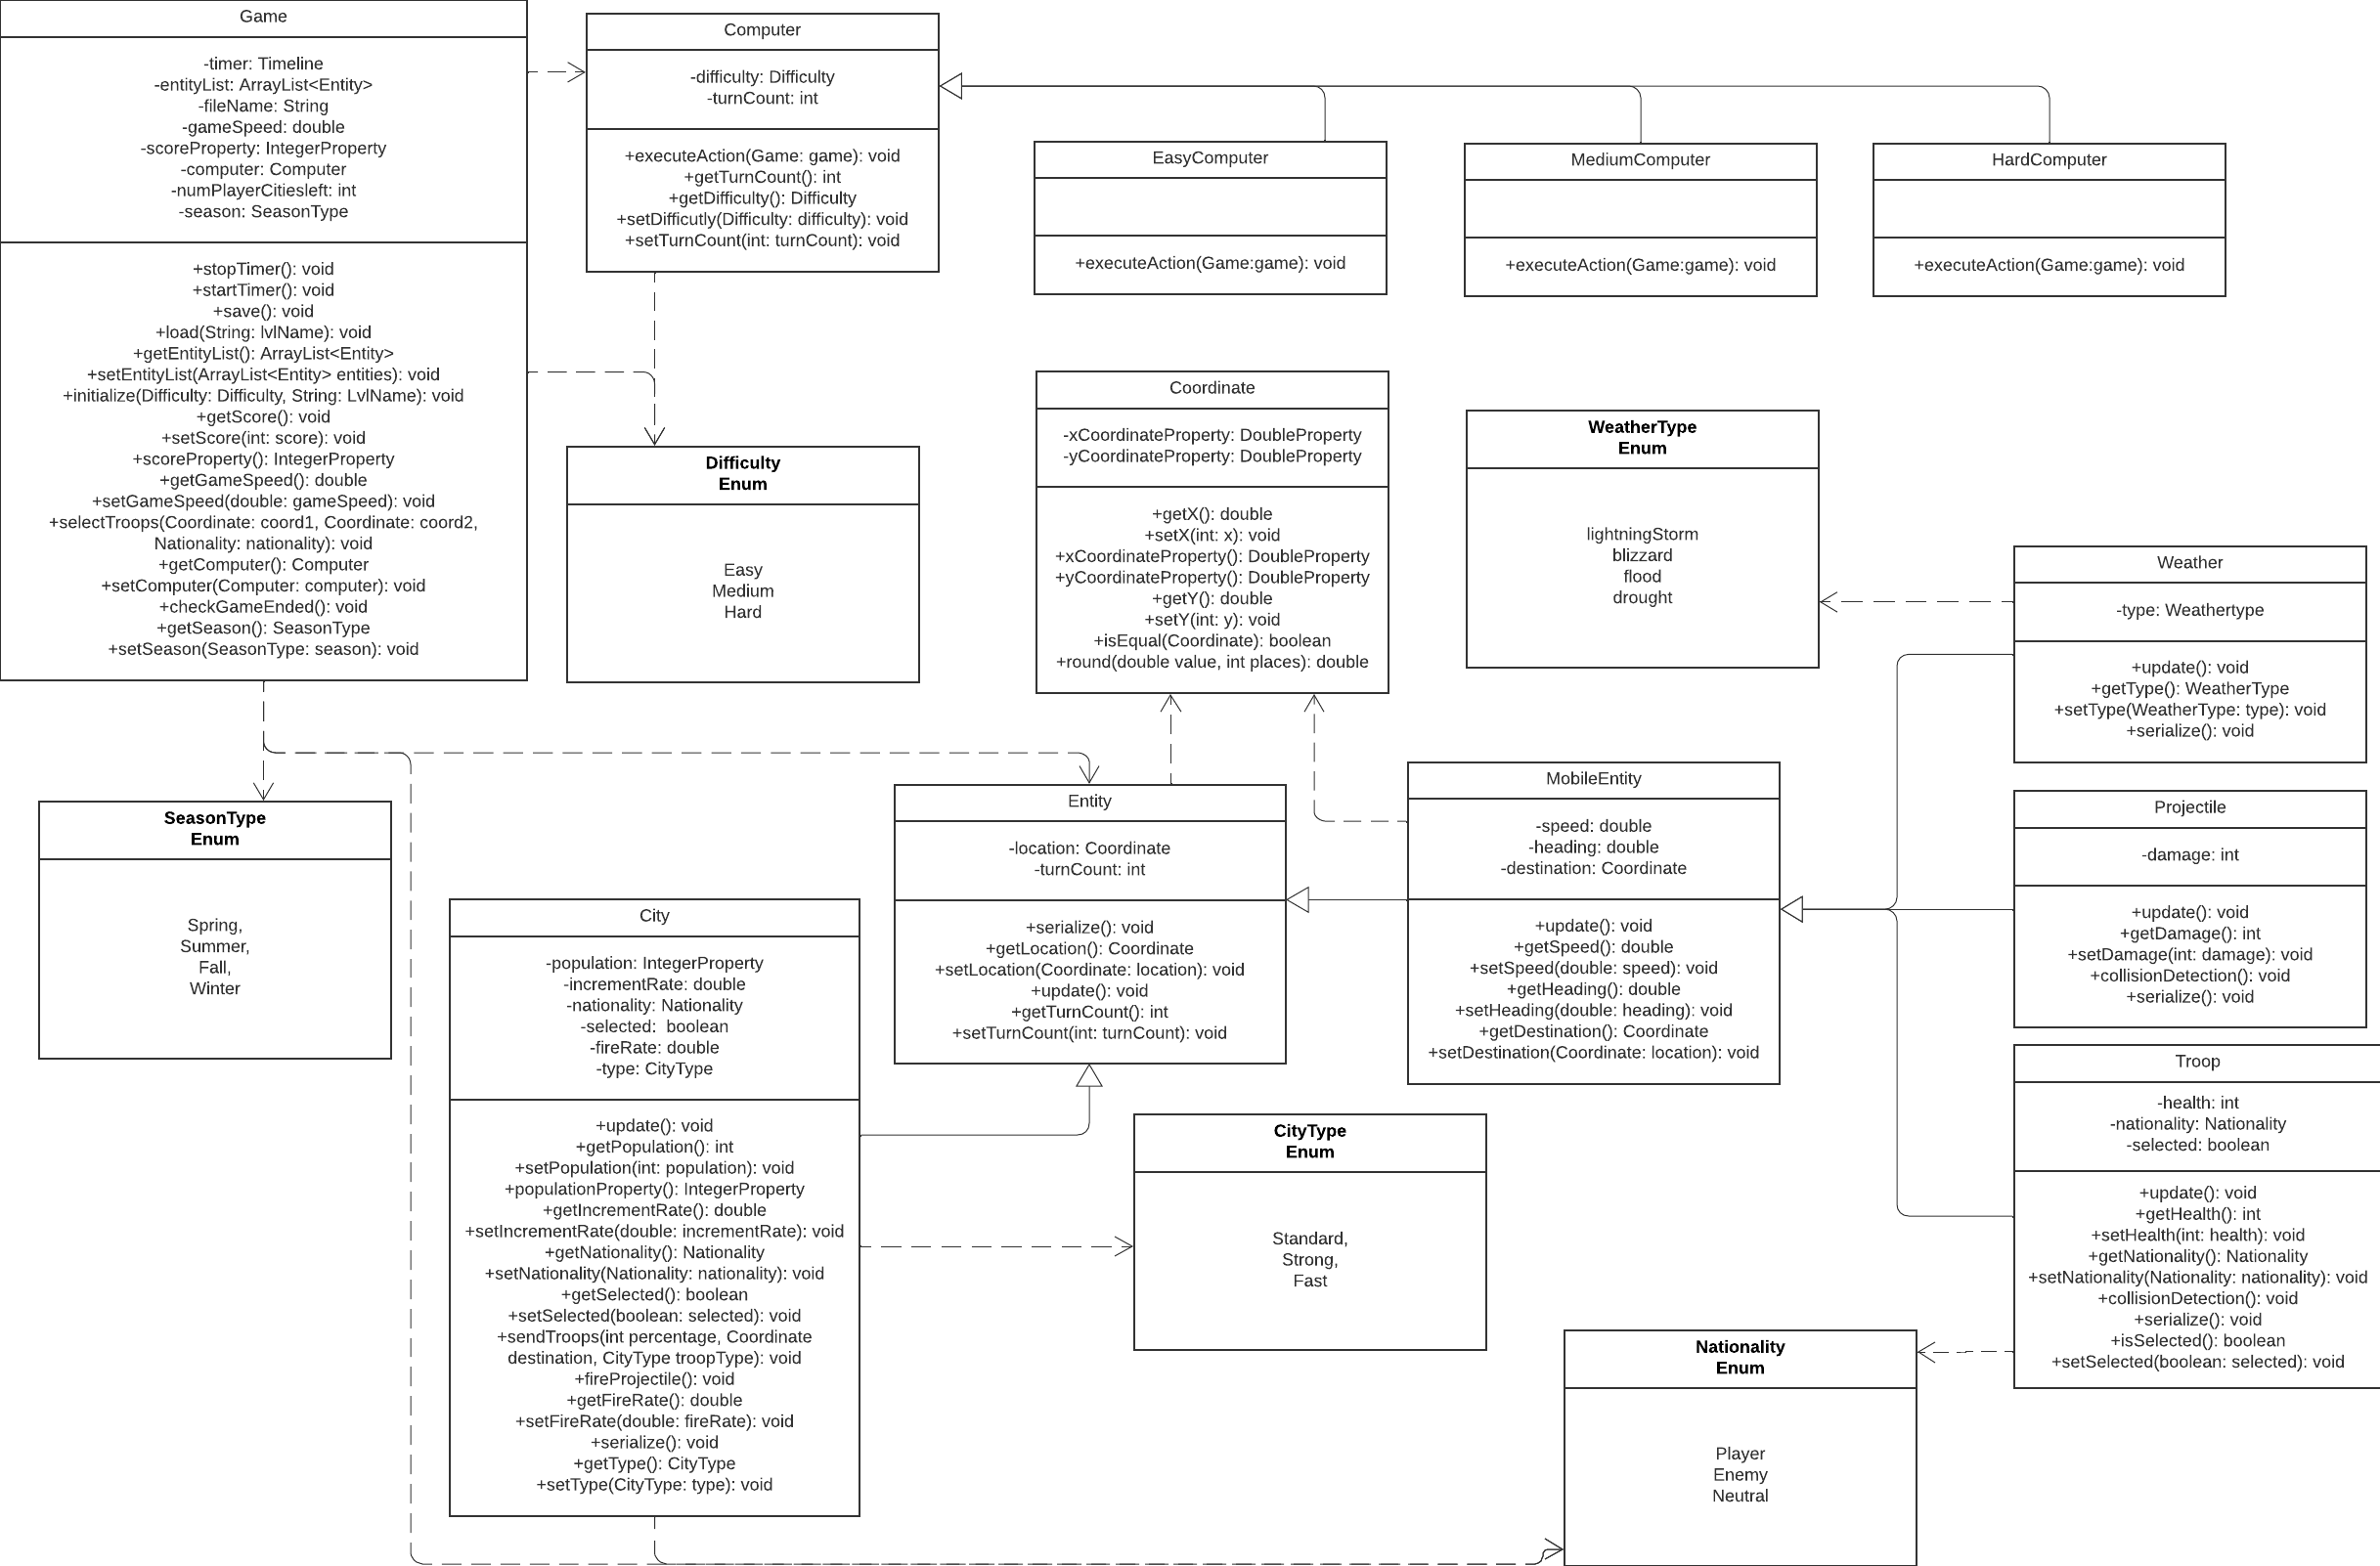 Game
-timer: Timeline
-entityList: ArrayList<Entity>
-fileName: String
-gameSpeed: double
-scoreProperty: IntegerProperty
-computer: Computer
-numPlayerCitiesleft: int
-season: SeasonType
+stopTimer(): void
+startTimer(): void
+save(): void
+load(String: lvlName): void
+getEntityList(): ArrayList<Entity>
+setEntityList(ArrayList<Entity> entities): void
+initialize(Difficulty: Difficulty, String: LvlName): void
+getScore(): void
+setScore(int: score): void
+scoreProperty(): IntegerProperty
+getGameSpeed(): double
+setGameSpeed(double: gameSpeed): void
+selectTroops(Coordinate: coord1, Coordinate: coord2,
Nationality: nationality): void
+getComputer(): Computer
+setComputer(Computer: computer): void
+checkGameEnded(): void
+getSeason(): SeasonType
+setSeason(SeasonType: season): void
Computer
-difficulty: Difficulty
-turnCount: int
+executeAction(Game: game): void
+getTurnCount(): int
+getDifficulty(): Difficulty
+setDifficutly(Difficulty: difficulty): void
+setTurnCount(int: turnCount): void
EasyComputer
+executeAction(Game:game): void
MediumComputer
+executeAction(Game:game): void
HardComputer
+executeAction(Game:game): void
Difficulty
Enum
Easy
Medium
Hard
Coordinate
-xCoordinateProperty: DoubleProperty
-yCoordinateProperty: DoubleProperty
+getX(): double
+setX(int: x): void
+xCoordinateProperty(): DoubleProperty
+yCoordinateProperty(): DoubleProperty
+getY(): double
+setY(int: y): void
+isEqual(Coordinate): boolean
+round(double value, int places): double
WeatherType
Enum
lightningStorm
blizzard
flood
drought
Weather
-type: Weathertype
+update(): void
+getType(): WeatherType
+setType(WeatherType: type): void
+serialize(): void
SeasonType
Enum
Spring,
Summer,
Fall,
Winter
City
-population: IntegerProperty
-incrementRate: double
-nationality: Nationality
-selected:  boolean
-fireRate: double
-type: CityType
+update(): void
+getPopulation(): int
+setPopulation(int: population): void
+populationProperty(): IntegerProperty
+getIncrementRate(): double
+setIncrementRate(double: incrementRate): void
+getNationality(): Nationality
+setNationality(Nationality: nationality): void
+getSelected(): boolean
+setSelected(boolean: selected): void
+sendTroops(int percentage, Coordinate
destination, CityType troopType): void
+fireProjectile(): void
+getFireRate(): double
+setFireRate(double: fireRate): void
+serialize(): void
+getType(): CityType
+setType(CityType: type): void
Entity
-location: Coordinate
-turnCount: int
+serialize(): void
+getLocation(): Coordinate
+setLocation(Coordinate: location): void
+update(): void
+getTurnCount(): int
+setTurnCount(int: turnCount): void
MobileEntity
-speed: double
-heading: double
-destination: Coordinate
+update(): void
+getSpeed(): double
+setSpeed(double: speed): void
+getHeading(): double
+setHeading(double: heading): void
+getDestination(): Coordinate
+setDestination(Coordinate: location): void
Projectile
-damage: int
+update(): void
+getDamage(): int
+setDamage(int: damage): void
+collisionDetection(): void
+serialize(): void
CityType
Enum
Standard,
Strong,
Fast
Troop
-health: int
-nationality: Nationality
-selected: boolean
+update(): void
+getHealth(): int
+setHealth(int: health): void
+getNationality(): Nationality
+setNationality(Nationality: nationality): void
+collisionDetection(): void
+serialize(): void
+isSelected(): boolean
+setSelected(boolean: selected): void
Nationality
Enum
Player
Enemy
Neutral